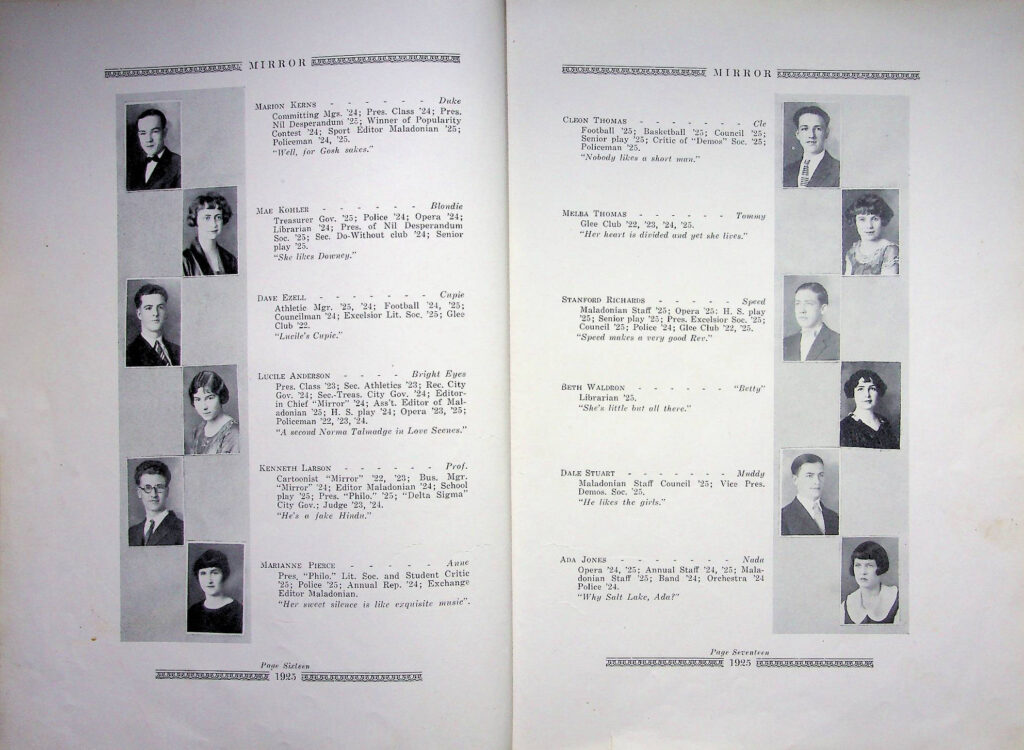 MIRROR
MARION KERNS - - - - - - Duke
Committing Mgs. '24; Pres. Class '24; Pres.
Nil Desperandum '25; Winner of Popularity
Contest '24; Sport Editor Maladonian '25;
Policeman '24, '25.
"Well, for Gosh sakes."
MAE KOHLER - - - - - - Blondie
Treasurer Gov. '25; Police '24; Opera '24;
Librarian '24; Pres. of Nil Desperandum
Soc. '25; Sec. Do-Without club '24; Senior
play '25.
"She likes Downey."
DAVE EZELL - - - - - - - Cupie
Athletic Mgr. '25, '24; Football '24, '25;
Councilman '24; Excelsior Lit. Soc. '25; Glee
Club '22.
"Lucile's Cupie."
LUCILE ANDERSON - - - - Bright Eyes
Pres. Class '23; Sec. Athletics '23; Rec. City
Gov. '24; Sec.-Treas. City Gov. '24; Editor-
in Chief "Mirror" '24; Ass't. Editor of Mal-
adonian '25; H. S. play '24; Opera '23, '25;
Policeman '22, '23, '24.
"A second Norma Talmadge in Love Scenes."
KENNETH LARSON - - - - - - Prof.
Cartoonist "Mirror" '22, '23; Bus. Mgr.
"Mirror" '24; Editor Maladonian '24; School
play '25; Pres. "Philo." '25; "Delta Sigma"
City Gov.; Judge '23, '24.
"He's a fake Hindu."
MARIANNE PIERCE - - - - - - Anne
Pres. "Philo." Lit. Soc. and Student Critic
'25; Police '25; Annual Rep. '24; Exchange
Editor Maladonian.
"Her sweet silence is like exquisite music".
Page Sixteen
1925
MIRROR
CLEON THOMAS - - - - - - - Cle
Football '25; Basketball '25; Council '25;
Senior play '25; Critic of "Demos" Soc. '25;
Policeman '25.
"Nobody likes a short man."
MELBA THOMAS - - - - - - Tommy
Glee Club '22, '23, '24, '25.
"Her heart is divided and yet she lives."
STANFORD RICHARDS - - - - - Speed
Maladonian Staff '25; Opera '25; H. S. play
'25; Senior play '25; Pres. Excelsior Soc. '25;
Council '25; Police '24; Glee Club '22, '25.
"Speed makes a very good Rev."
BETH WALDRON - - - - - - "Betty"
Librarian '25.
"She's little but all there."
DALE STUART - - - - - - - Muddy
Maladonian Staff Council '25; Vice Pres.
Demos. Soc. '25.
"He likes the girls."
ADA JONES - - - - - - - - Nada
Opera '24, '25; Annual Staff '24, '25; Mala-
donian Staff '25; Band '24; Orchestra '24
Police '24.
"Why Salt Lake, Ada?"
Page Seventeen
1925